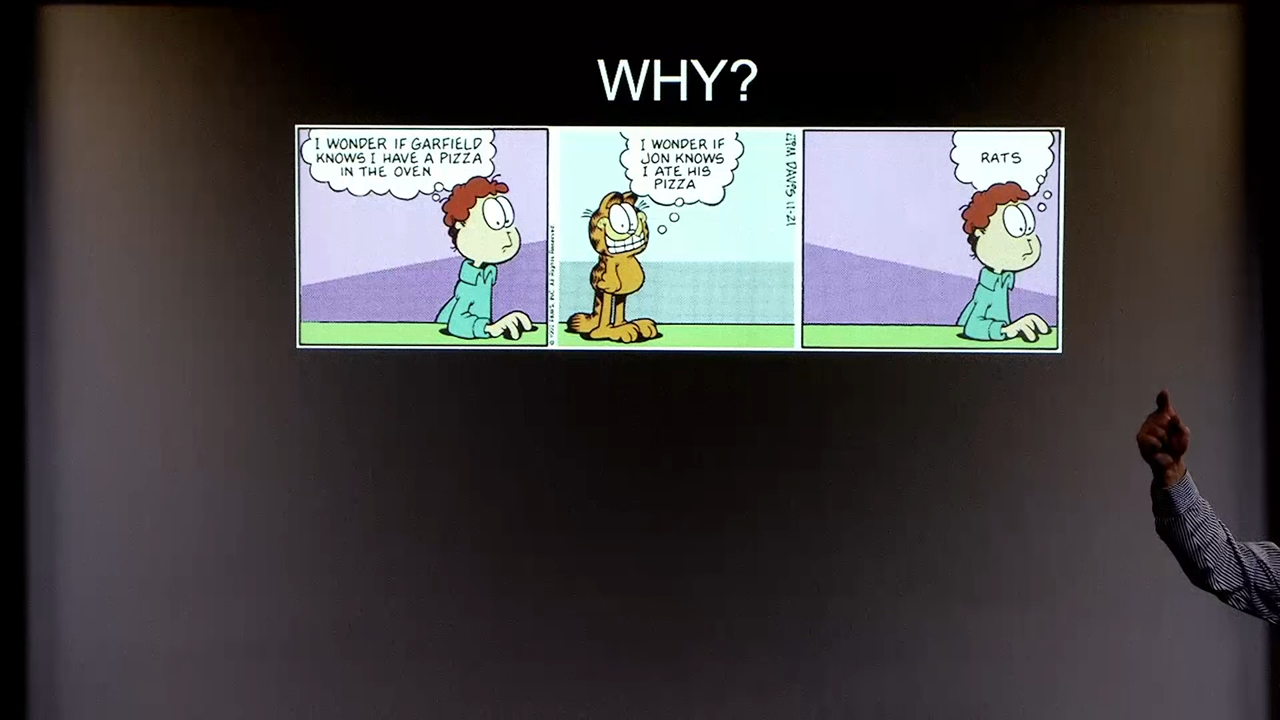 WHY?
I WONDER IF GARFIELD
KNOWS I HAVE A PIZZA
IN THE OVEN
I WONDER IF
JON KNOWS
I ATE HIS
PIZZA
JIM DAVIS 11-21
RATS